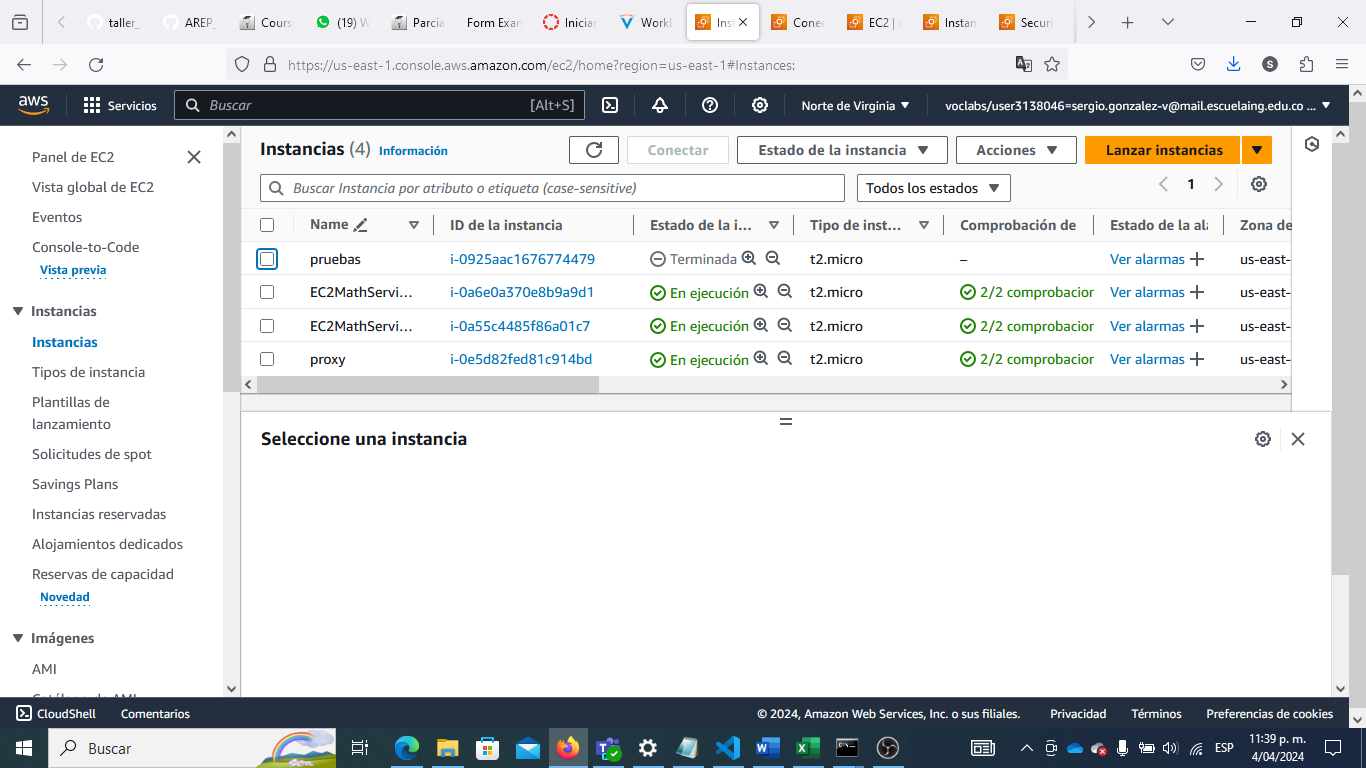 taller_
AREP_
Cours
(19) W
Parcia
Form Exam
Iniciar
Workb
Inst
Conec
EC2 |
Instan
Securi
https://us-east-1.console.aws.amazon.com/ec2/home?region=us-east-1#Instances:
S
aws
Servicios
Buscar
[Alt+S]
Norte de Virginia
voclabs/user3138046=sergio.gonzalez-v@mail.escuelaing.edu.co ...
Panel de EC2
Vista global de EC2
Eventos
Console-to-Code
Vista previa
Instancias
Instancias
Tipos de instancia
Plantillas de
lanzamiento
Solicitudes de spot
Savings Plans
Instancias reservadas
Alojamientos dedicados
Reservas de capacidad
Novedad
Imágenes
AMI
Catálogo de AMI
Instancias (4) Información
Conectar
Estado de la instancia
Acciones
Lanzar instancias
Buscar Instancia por atributo o etiqueta (case-sensitive)
Todos los estados
1
Name
ID de la instancia
Estado de la i...
Tipo de inst...
Comprobación de
Estado de la ala
Zona de
pruebas i-0925aac1676774479 Terminada t2.micro – Ver alarmas us-east-
EC2MathServi... i-0a6e0a370e8b9a9d1 En ejecución t2.micro 2/2 comprobacior Ver alarmas us-east-
EC2MathServi... i-0a55c4485f86a01c7 En ejecución t2.micro 2/2 comprobacior Ver alarmas us-east-
proxy i-0e5d82fed81c914bd En ejecución t2.micro 2/2 comprobacior Ver alarmas us-east-
Seleccione una instancia
CloudShell
Comentarios
© 2024, Amazon Web Services, Inc. o sus filiales.
Privacidad
Términos
Preferencias de cookies
Buscar
ESP
11:39 p. m.
4/04/2024